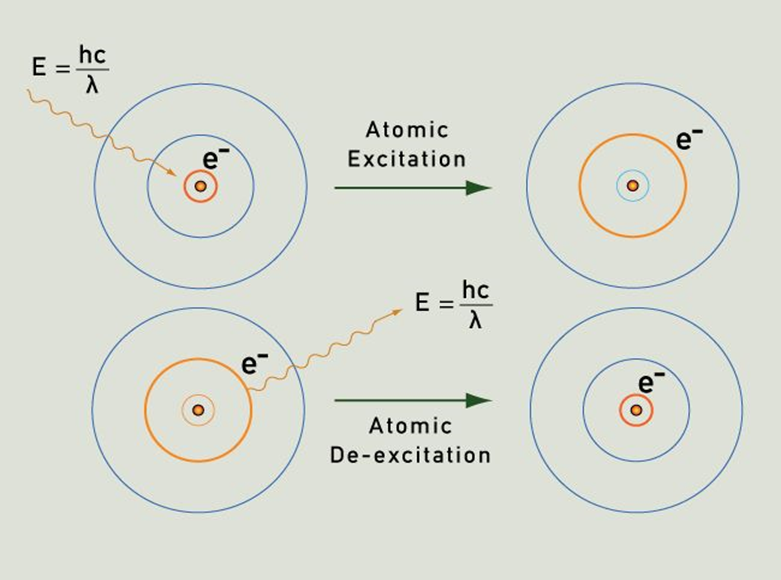 E = hc/λ
e⁻
Atomic
Excitation
e⁻
e⁻
E = hc/λ
Atomic
De-excitation
e⁻